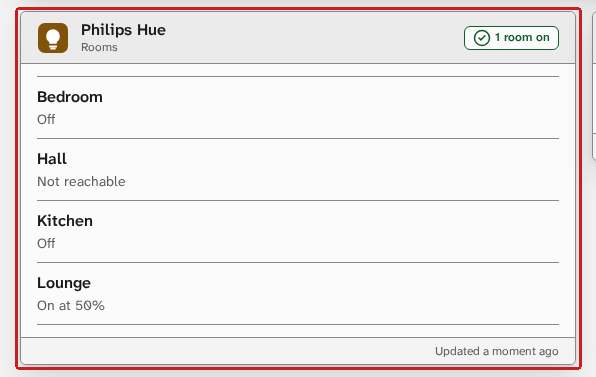 Philips Hue
Rooms
1 room on
Bedroom
Off
Hall
Not reachable
Kitchen
Off
Lounge
On at 50%
Updated a moment ago